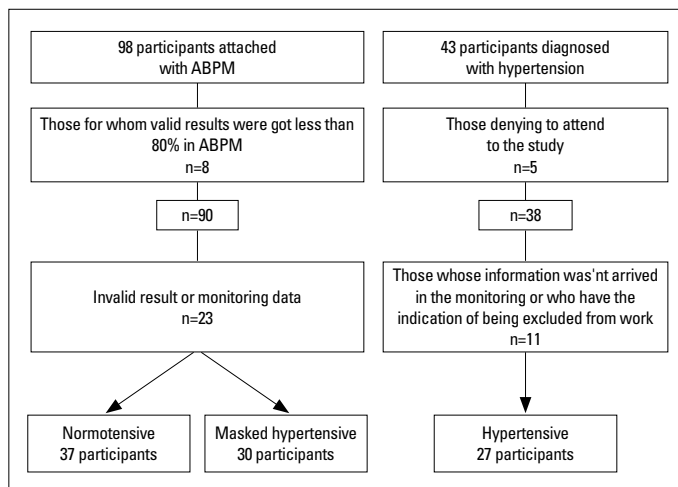 98 participants attached
with ABPM
43 participants diagnosed
with hypertension
Those for whom valid results were got less than
80% in ABPM
n=8
Those denying to attend
to the study
n=5
n=90
n=38
Invalid result or monitoring data
n=23
Those whose information was'nt arrived
in the monitoring or who have the
indication of being excluded from work
n=11
Normotensive
37 participants
Masked hypertensive
30 participants
Hypertensive
27 participants